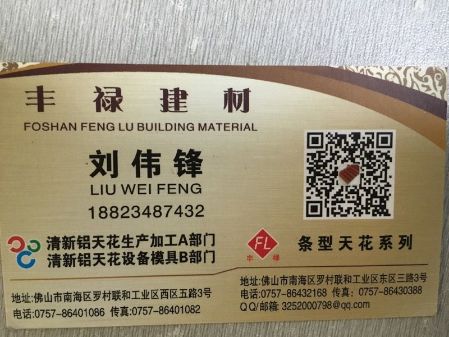 丰禄建材
FOSHAN FENG LU BUILDING MATERIAL
刘伟锋
LIU WEI FENG
18823487432
清新铝天花生产加工A部门
清新铝天花设备模具B部门
FL
丰禄
条型天花系列
地址:佛山市南海区罗村联和工业区西区五路3号
电话:0757-86401086 传真:0757-86401082
地址:佛山市南海区罗村联和工业区东区三路3号
电话:0757-86432168 传真: 0757-86430388
QQ/邮箱: 3252000798@qq.com